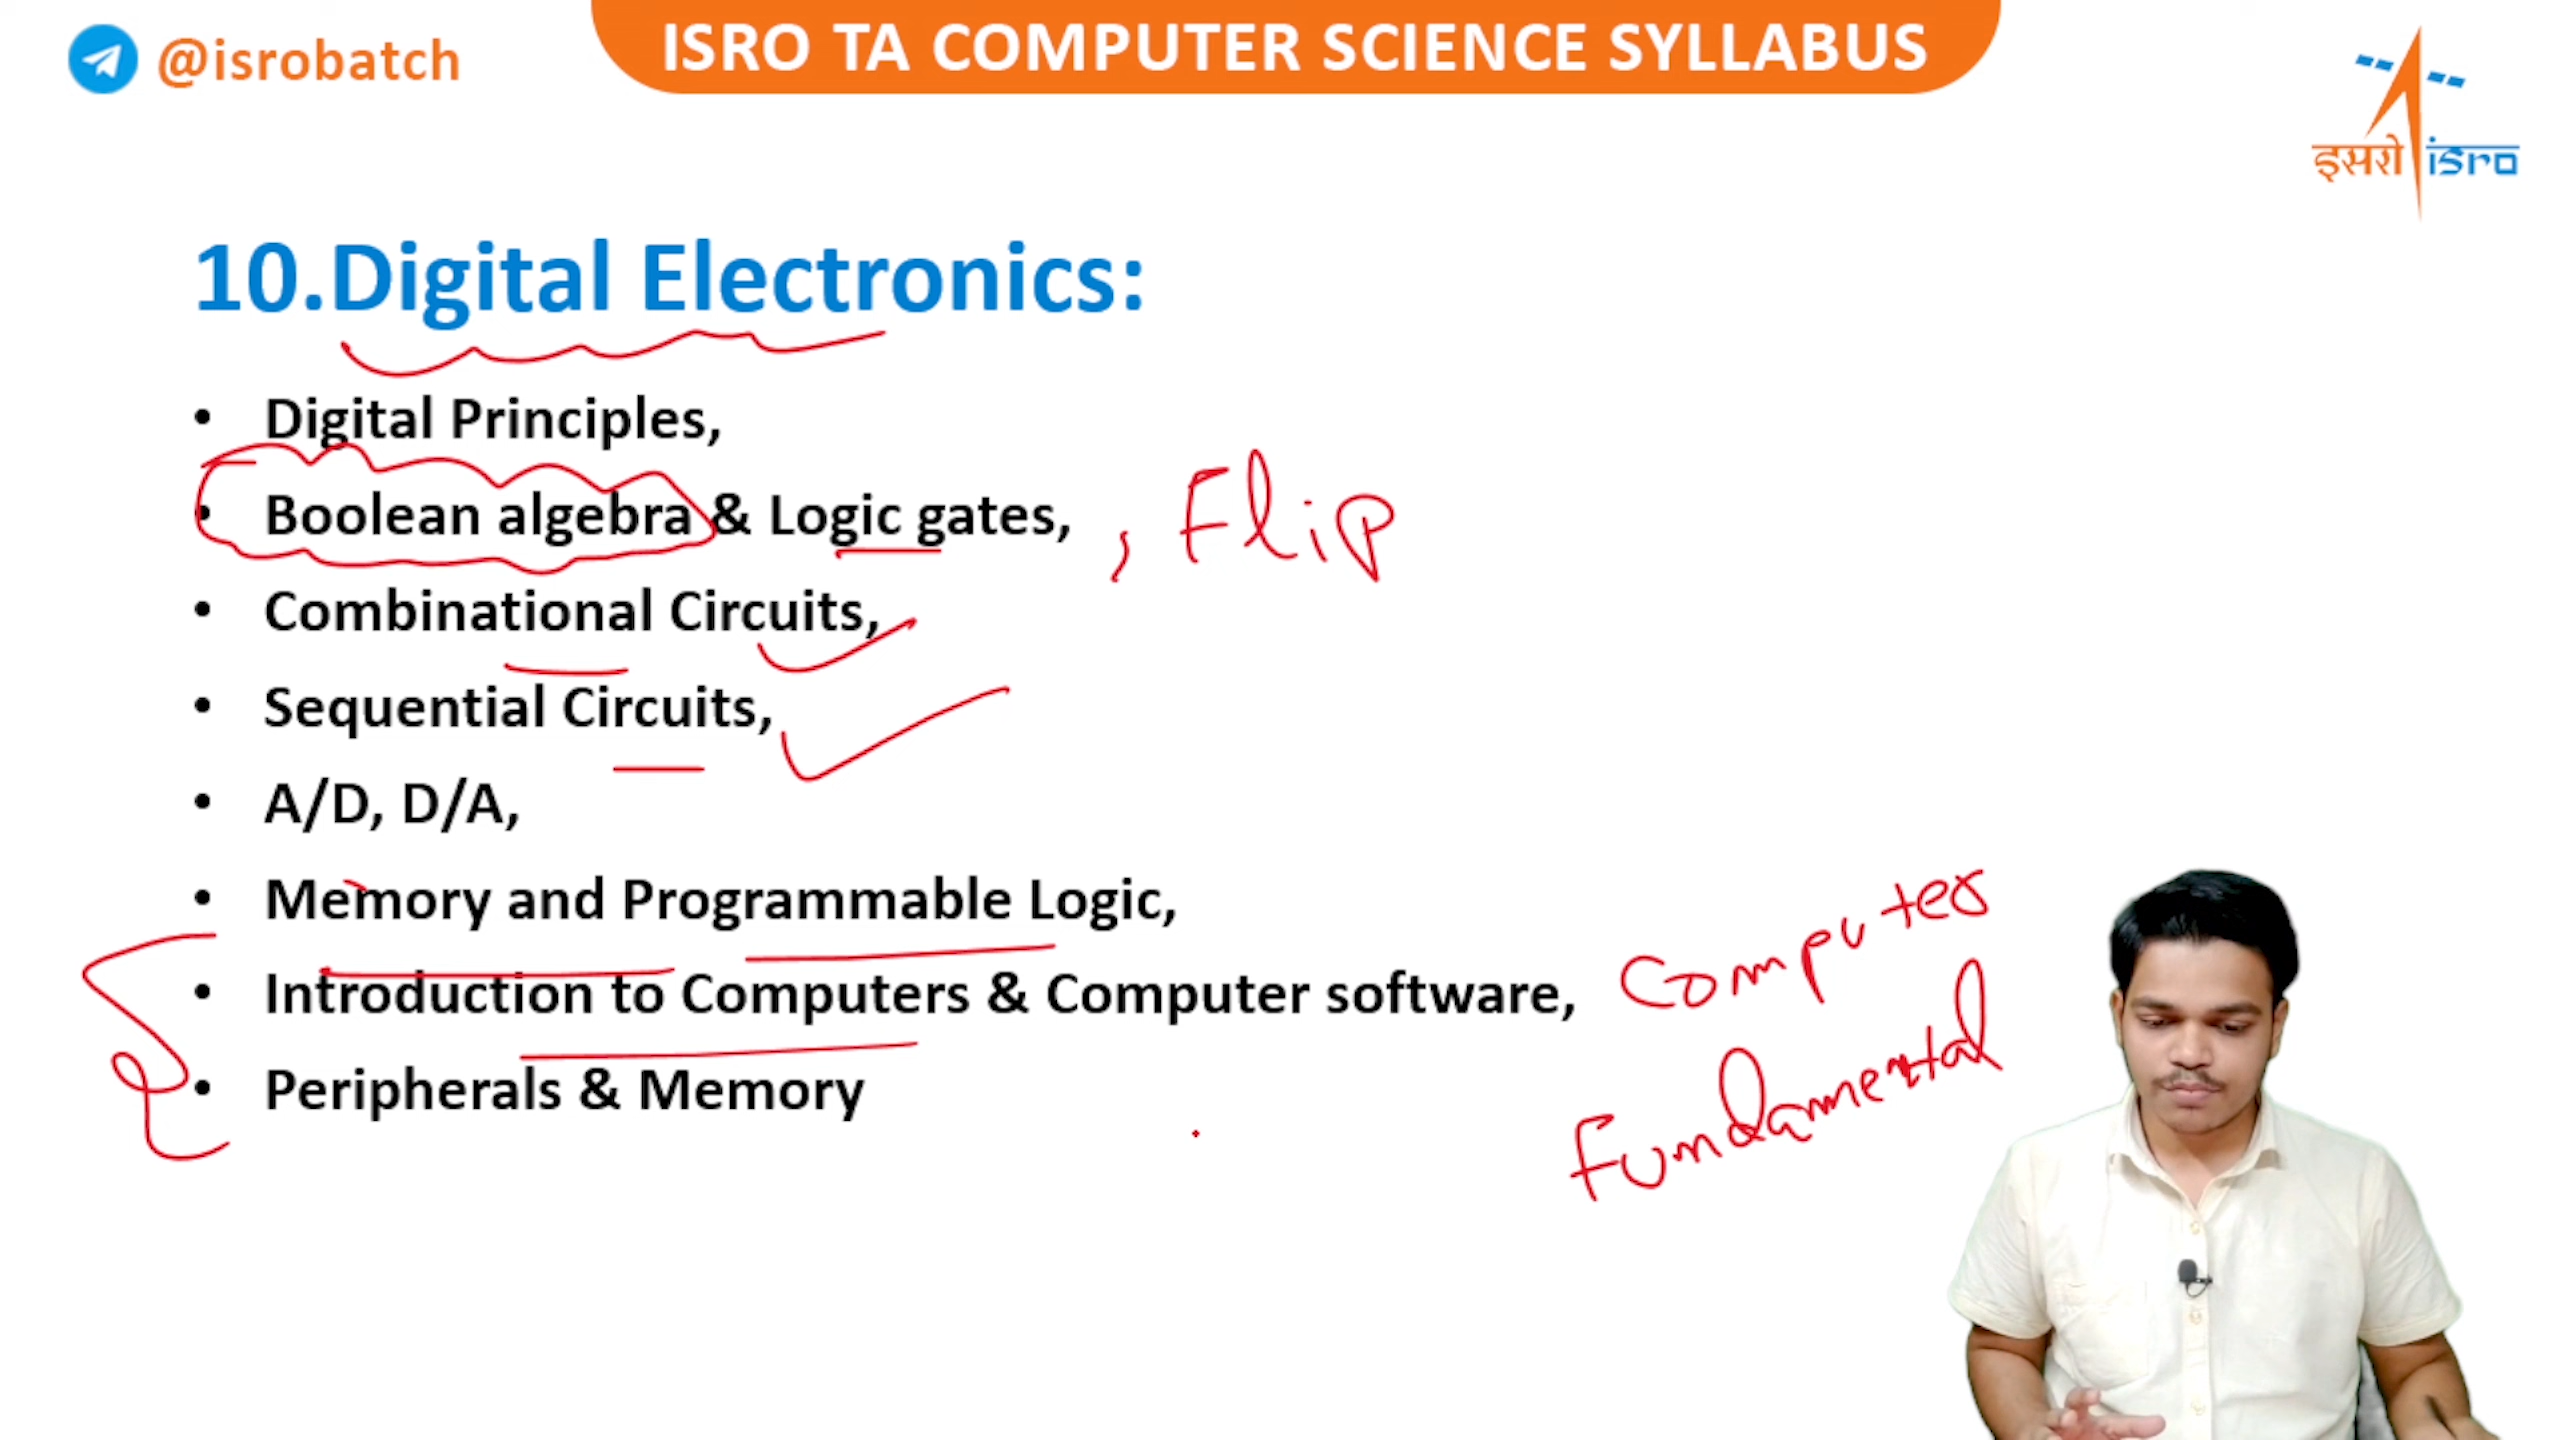 @isrobatch
ISRO TA COMPUTER SCIENCE SYLLABUS
इसरो isro
10.Digital Electronics:
• Digital Principles,
• Boolean algebra & Logic gates, , Flip
• Combinational Circuits,
• Sequential Circuits,
• A/D, D/A,
• Memory and Programmable Logic,
• Introduction to Computers & Computer software, Computer
• Peripherals & Memory
Fundamental